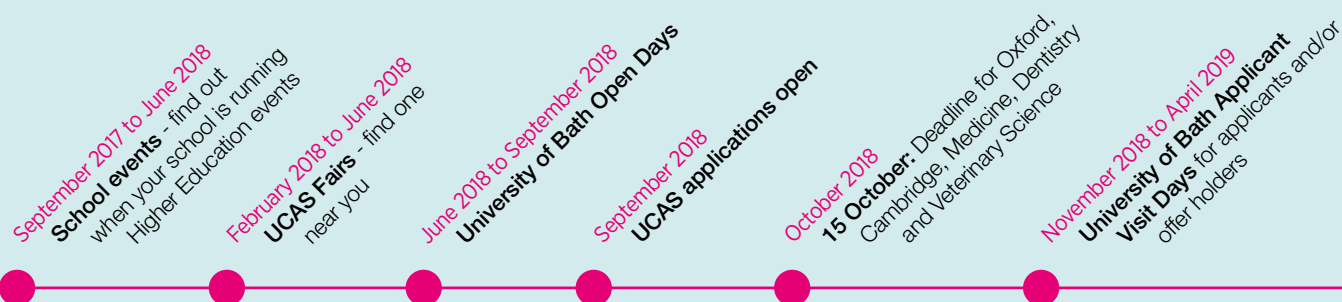 September 2017 to June 2018
School events - find out
when your school is running
Higher Education events
February 2018 to June 2018
UCAS Fairs - find one
near you
June 2018 to September 2018
University of Bath Open Days
September 2018
UCAS applications open
October 2018
15 October: Deadline for Oxford,
Cambridge, Medicine, Dentistry
and Veterinary Science
November 2018 to April 2019
University of Bath Applicant
Visit Days for applicants and/or
offer holders